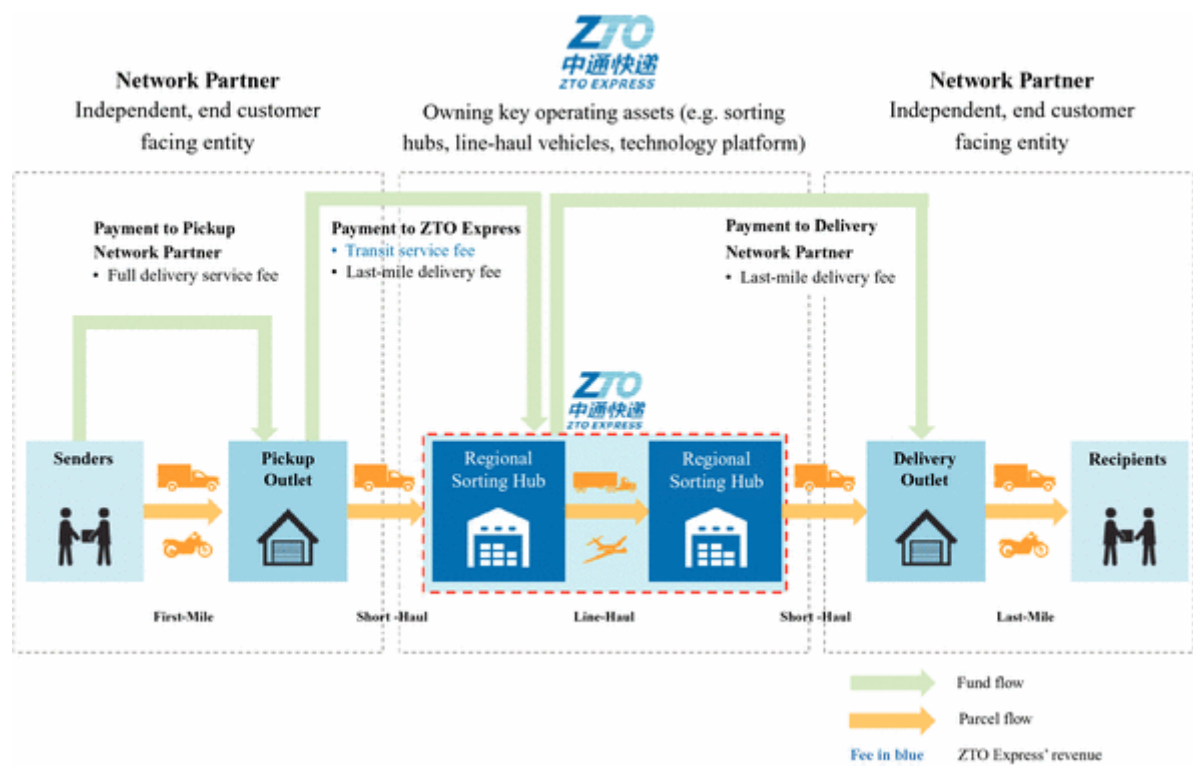 ZTO
中通快递
ZTO EXPRESS
Network Partner
Independent, end customer
facing entity
Owning key operating assets (e.g. sorting
hubs, line-haul vehicles, technology platform)
Network Partner
Independent, end customer
facing entity
Payment to Pickup
Network Partner
• Full delivery service fee
Payment to ZTO Express
• Transit service fee
• Last-mile delivery fee
Payment to Delivery
Network Partner
• Last-mile delivery fee
ZTO
中通快递
ZTO EXPRESS
Senders
Pickup
Outlet
Regional
Sorting Hub
Regional
Sorting Hub
Delivery
Outlet
Recipients
First-Mile
Short -Haul
Line-Haul
Short -Haul
Last-Mile
Fund flow
Parcel flow
Fee in blue
ZTO Express' revenue